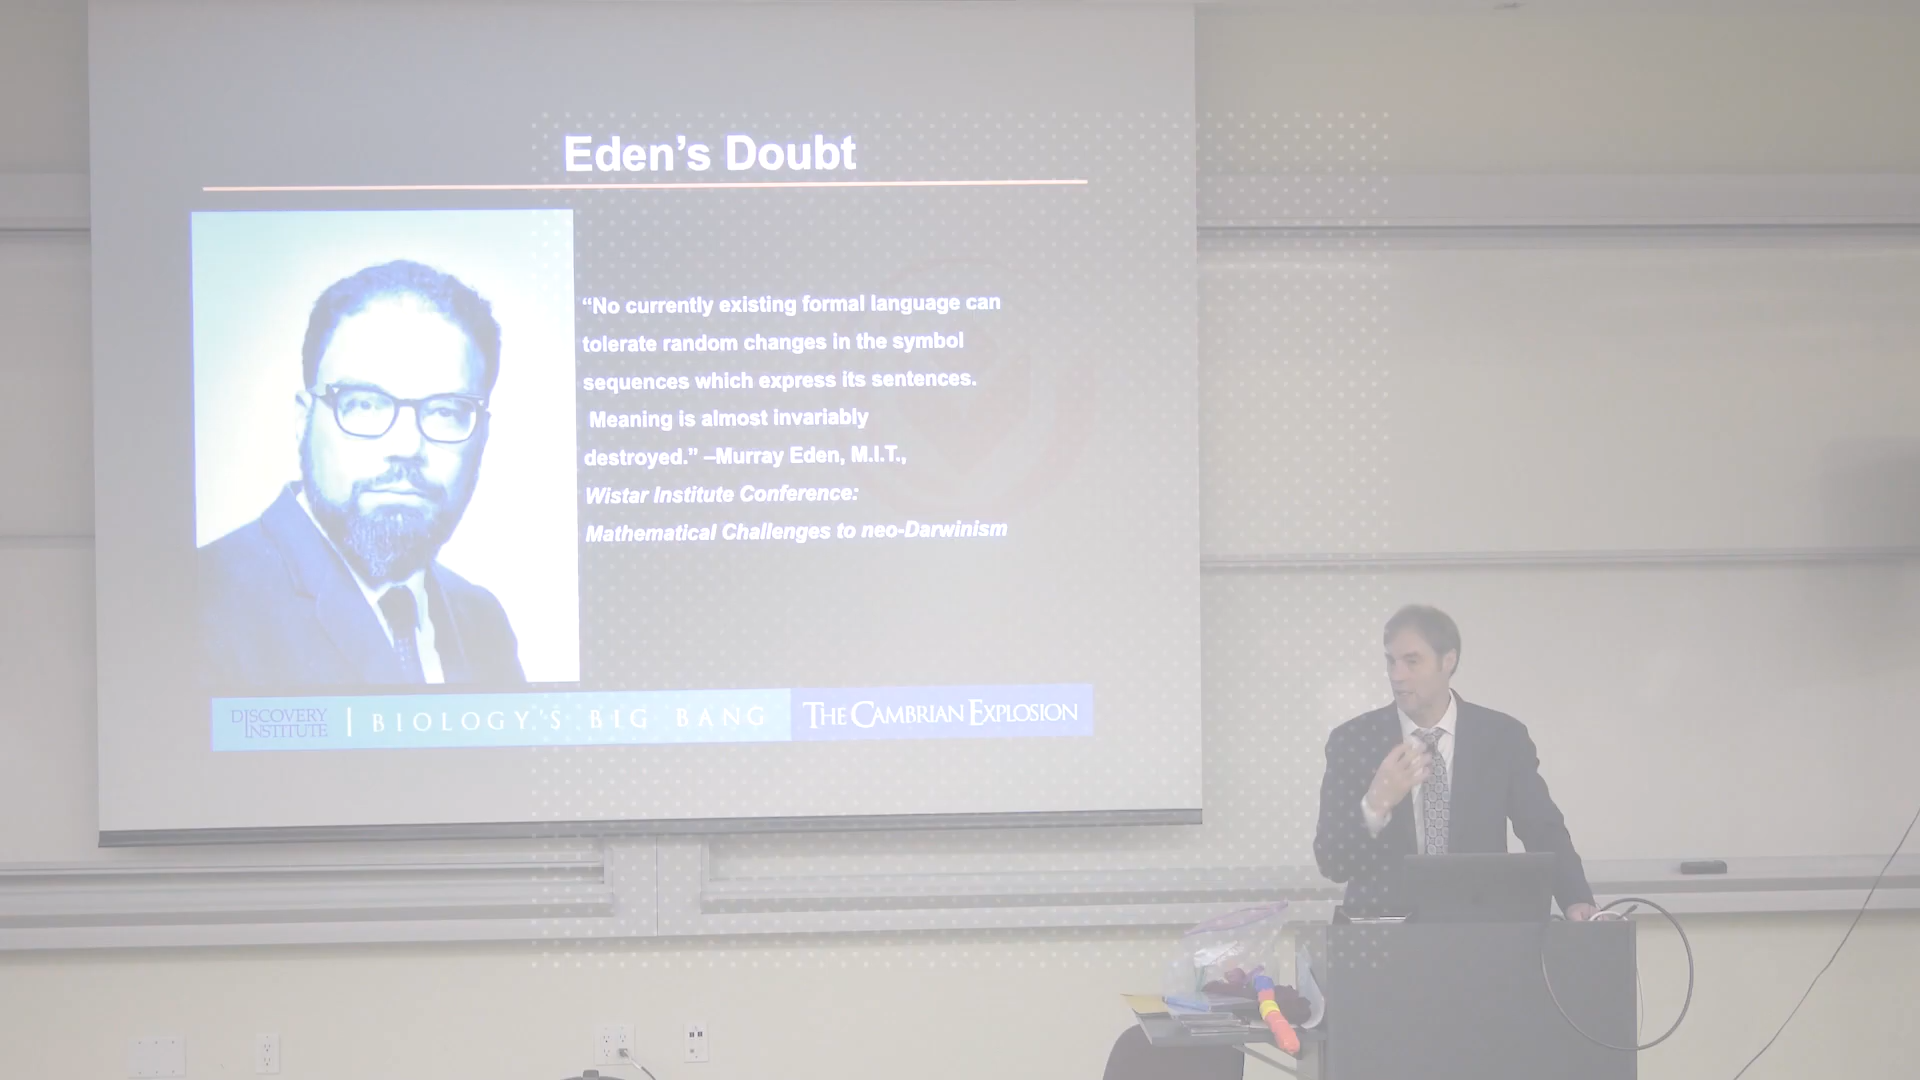 Eden’s Doubt
“No currently existing formal language can
tolerate random changes in the symbol
sequences which express its sentences.
Meaning is almost invariably
destroyed.” –Murray Eden, M.I.T.,
Wistar Institute Conference:
Mathematical Challenges to neo-Darwinism
DISCOVERY
INSTITUTE
BIOLOGY'S BIG BANG
THE CAMBRIAN EXPLOSION